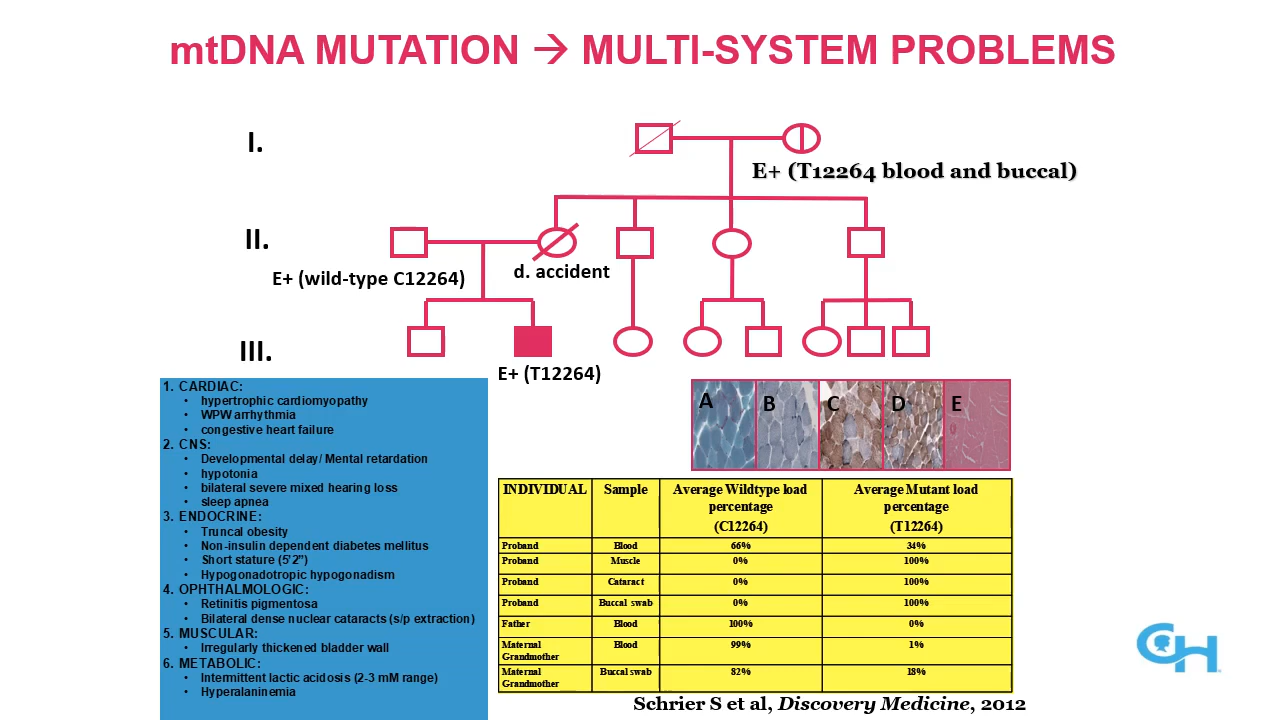 mtDNA MUTATION → MULTI-SYSTEM PROBLEMS
I.
E+ (T12264 blood and buccal)
II.
E+ (wild-type C12264)
d. accident
III.
E+ (T12264)
1. CARDIAC:
• hypertrophic cardiomyopathy
• WPW arrhythmia
• congestive heart failure
2. CNS:
• Developmental delay/ Mental retardation
• hypotonia
• bilateral severe mixed hearing loss
• sleep apnea
3. ENDOCRINE:
• Truncal obesity
• Non-insulin dependent diabetes mellitus
• Short stature (5'2")
• Hypogonadotropic hypogonadism
4. OPHTHALMOLOGIC:
• Retinitis pigmentosa
• Bilateral dense nuclear cataracts (s/p extraction)
5. MUSCULAR:
• Irregularly thickened bladder wall
6. METABOLIC:
• Intermittent lactic acidosis (2-3 mM range)
• Hyperalaninemia
A B C D E
INDIVIDUAL Sample Average Wildtype load percentage (C12264) Average Mutant load percentage (T12264)
Proband Blood 66% 34%
Proband Muscle 0% 100%
Proband Cataract 0% 100%
Proband Buccal swab 0% 100%
Father Blood 100% 0%
Maternal Grandmother Blood 99% 1%
Maternal Grandmother Buccal swab 82% 18%
Schrier S et al, Discovery Medicine, 2012
CH